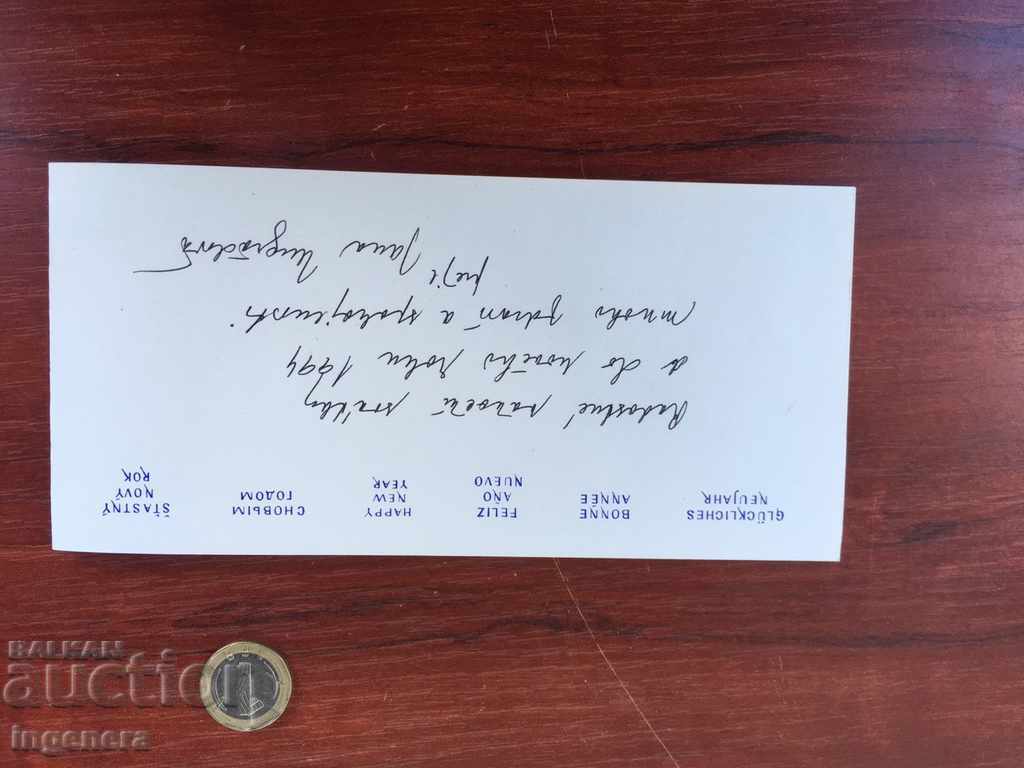 GLÜCKLICHES
NEUJAHR
BONNE
ANNÉE
FELIZ
AÑO
NUEVO
HAPPY
NEW
YEAR
С НОВЫМ
ГОДОМ
ŠŤASTNÝ
NOVÝ
ROK
Radostné vánoční svátky
a do nového roku 1994
mnoho zdraví a spokojenosti
přeje Jana
BALKAN
auction
ingenera